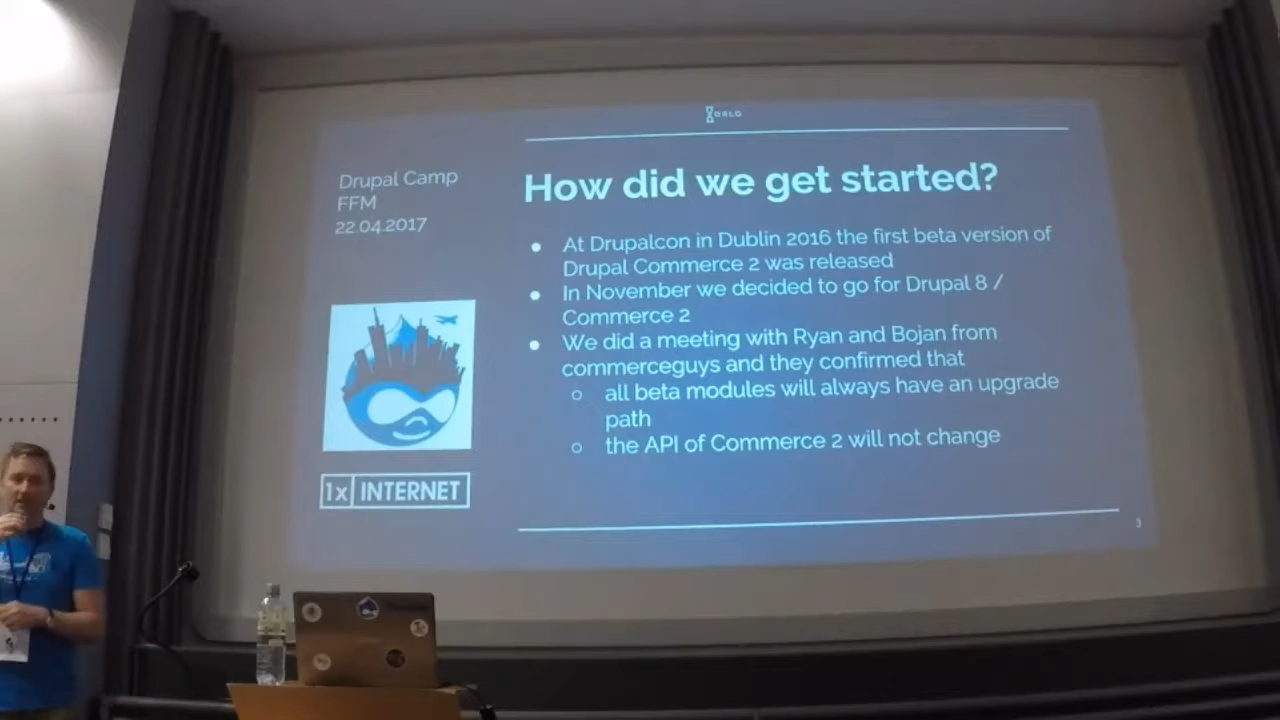 OSLO
Drupal Camp
FFM
22.04.2017
How did we get started?
● At Drupalcon in Dublin 2016 the first beta version of
Drupal Commerce 2 was released
● In November we decided to go for Drupal 8 /
Commerce 2
● We did a meeting with Ryan and Bojan from
commerceguys and they confirmed that
○ all beta modules will always have an upgrade
path
○ the API of Commerce 2 will not change
1x INTERNET
3